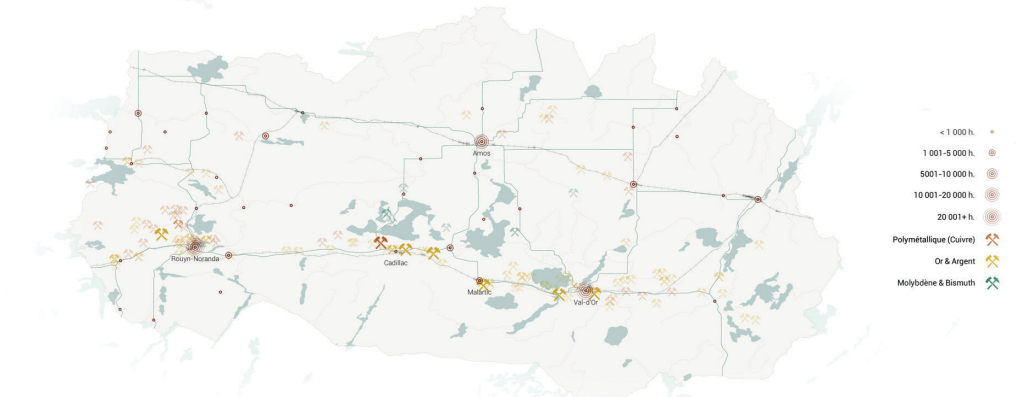 Amos
Rouyn-Noranda
Cadillac
Malartic
Val-d'Or
< 1 000 h.
1 001-5 000 h.
5001-10 000 h.
10 001-20 000 h.
20 001+ h.
Polymétallique (Cuivre)
Or & Argent
Molybdène & Bismuth